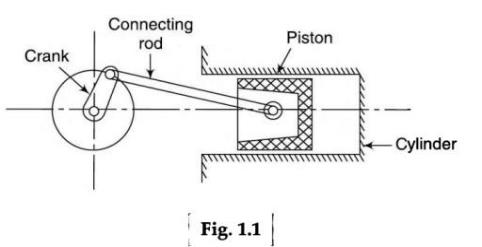 Connecting
rod
Crank
Piston
Cylinder
Fig. 1.1